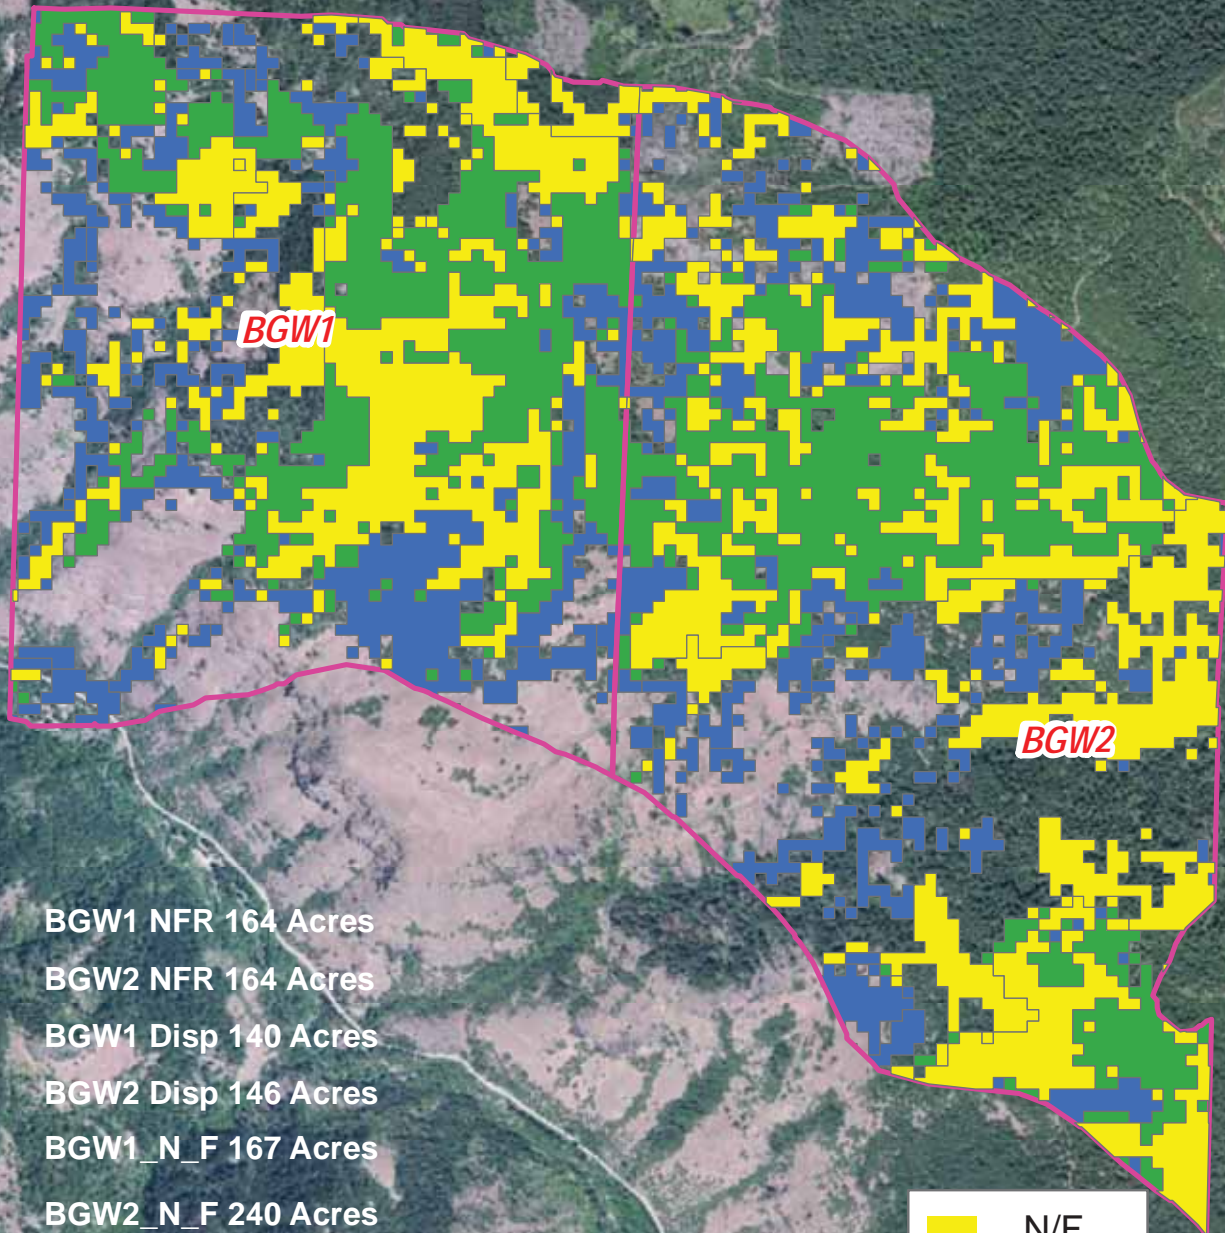 BGW1
BGW2
BGW1 NFR 164 Acres
BGW2 NFR 164 Acres
BGW1 Disp 140 Acres
BGW2 Disp 146 Acres
BGW1_N_F 167 Acres
BGW2_N_F 240 Acres
N/F